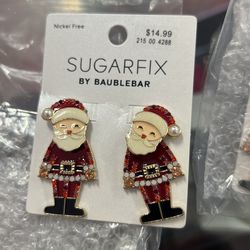 Nickel Free
$14.99
215 00 4288
SUGARFIX
BY BAUBLEBAR